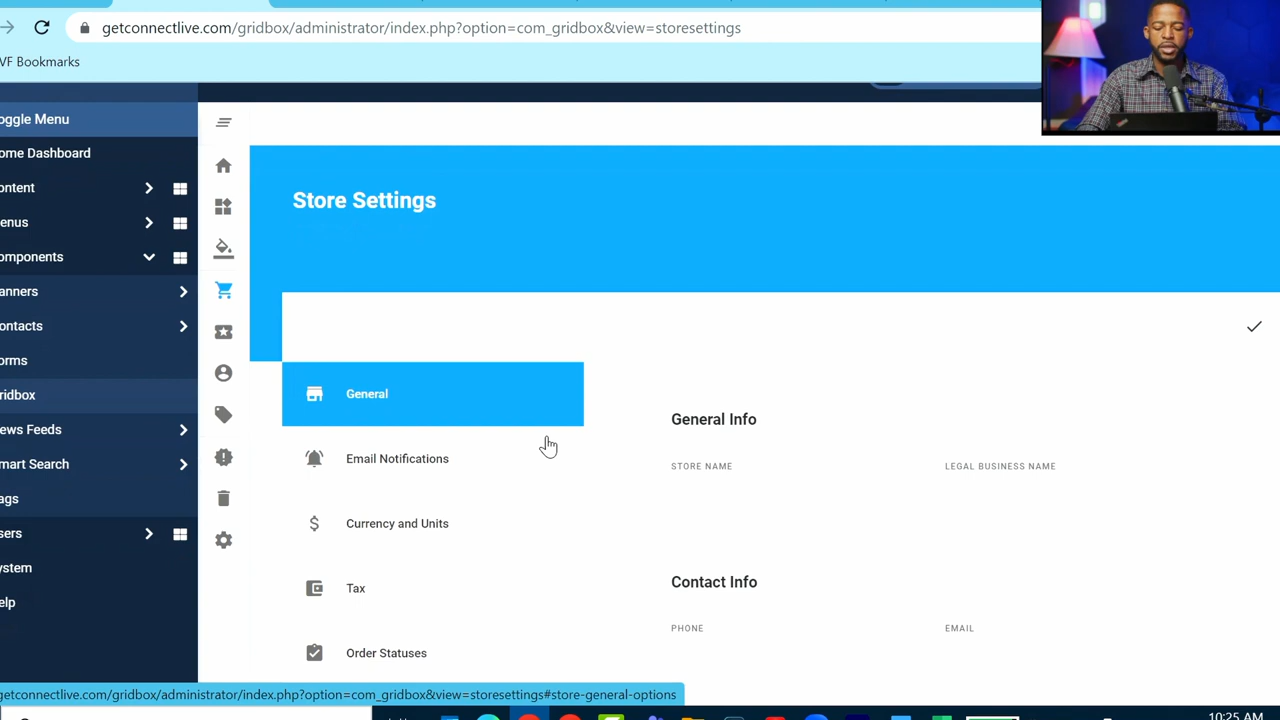 getconnectlive.com/gridbox/administrator/index.php?option=com_gridbox&view=storesettings
VF Bookmarks
oggle Menu
ome Dashboard
ontent
enus
omponents
anners
ontacts
orms
ridbox
ews Feeds
mart Search
ags
sers
ystem
elp
Store Settings
General
Email Notifications
Currency and Units
Tax
Order Statuses
General Info
STORE NAME
LEGAL BUSINESS NAME
Contact Info
PHONE
EMAIL
getconnectlive.com/gridbox/administrator/index.php?option=com_gridbox&view=storesettings#store-general-options
10:25 AM